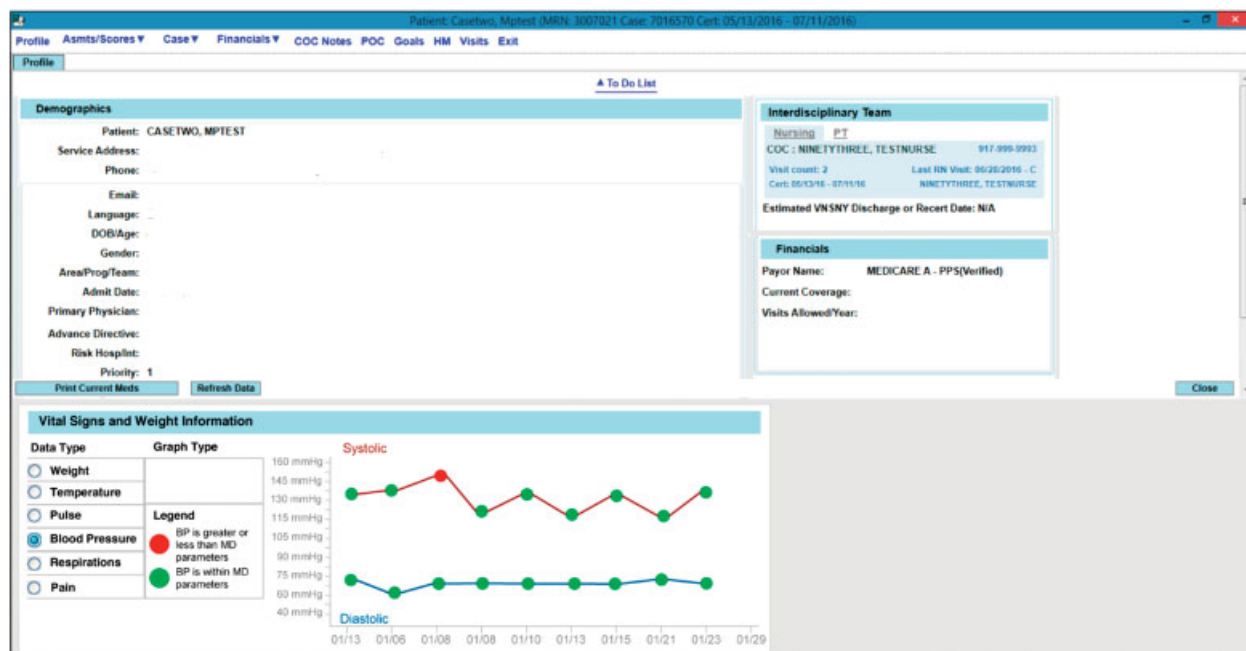 Patient: Casetwo, Mptest (MRN: 3007021 Case: 7016570 Cert: 05/13/2016 - 07/11/2016)
Profile Asmts/Scores▼ Case▼ Financials▼ COC Notes POC Goals HM Visits Exit
Profile
▲ To Do List
Demographics
Patient: CASETWO, MPTEST
Service Address:
Phone:
Email:
Language:
DOB/Age:
Gender:
Area/Prog/Team:
Admit Date:
Primary Physician:
Advance Directive:
Risk Hosp/Int:
Priority: 1
Print Current Meds Refresh Data
Interdisciplinary Team
Nursing PT
COC : NINETYTHREE, TESTNURSE 917-999-9993
Visit count: 2 Last RN Visit: 06/20/2016 - C
Cert: 05/13/16 - 07/11/16 NINETYTHREE, TESTNURSE
Estimated VNSNY Discharge or Recert Date: N/A
Financials
Payor Name: MEDICARE A - PPS(Verified)
Current Coverage:
Visits Allowed/Year:
Close
Vital Signs and Weight Information
Data Type
Weight
Temperature
Pulse
Blood Pressure
Respirations
Pain
Graph Type
Legend
BP is greater or
less than MD
parameters
BP is within MD
parameters
Systolic
160 mmHg
145 mmHg
130 mmHg
115 mmHg
105 mmHg
90 mmHg
75 mmHg
60 mmHg
40 mmHg
Diastolic
01/13 01/06 01/08 01/08 01/10 01/13 01/15 01/21 01/23 01/29